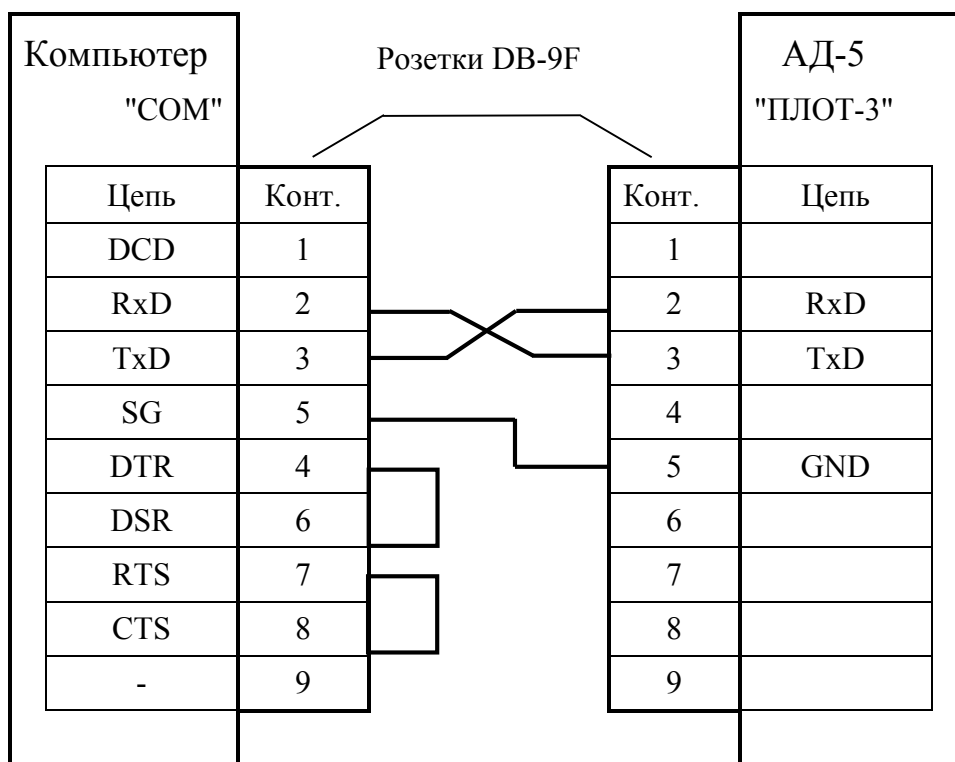 Компьютер
"COM"
Розетки DB-9F
АД-5
"ПЛОТ-3"
Цепь Конт. Конт. Цепь
DCD 1 1
RxD 2 2 RxD
TxD 3 3 TxD
SG 5 4
DTR 4 5 GND
DSR 6 6
RTS 7 7
CTS 8 8
- 9 9